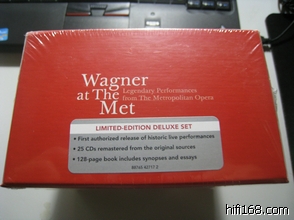 Wagner
at The
Met
Legendary Performances
from The Metropolitan Opera
LIMITED-EDITION DELUXE SET
• First authorized release of historic live performances
• 25 CDs remastered from the original sources
• 128-page book includes synopses and essays
hifi168.com